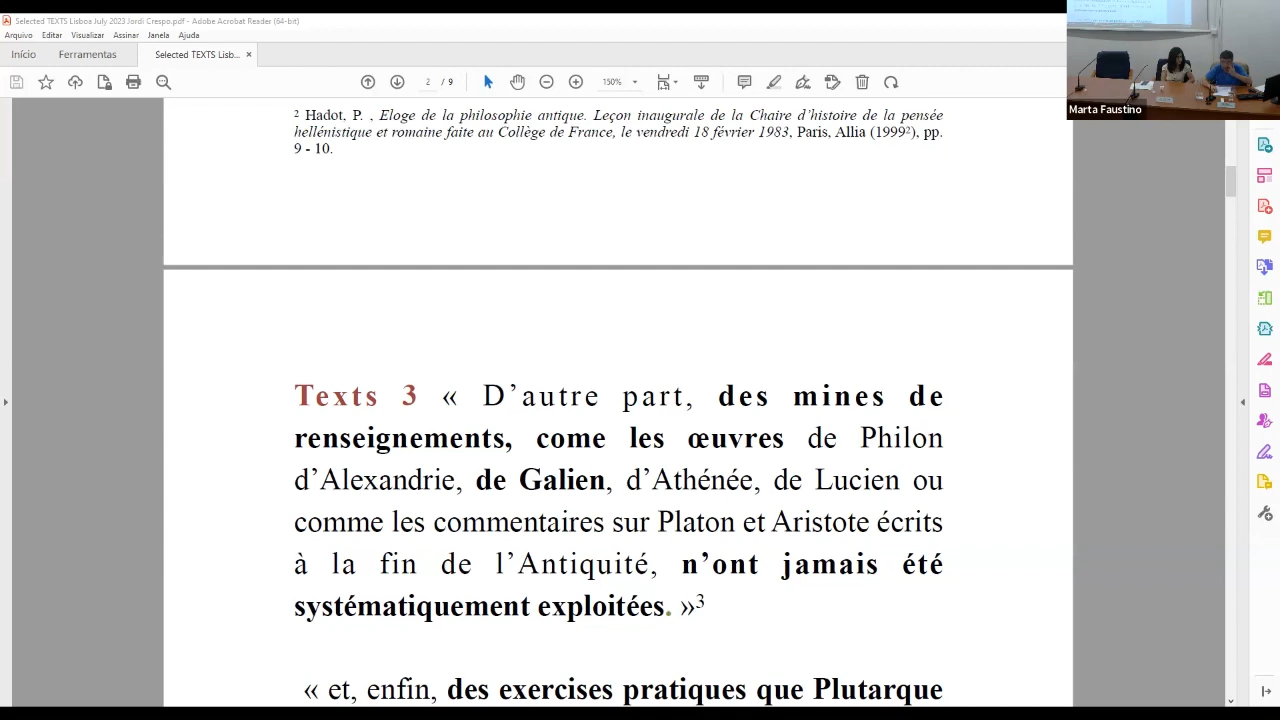 Selected TEXTS Lisboa July 2023 Jordi Crespo.pdf - Adobe Acrobat Reader (64-bit)
Arquivo Editar Visualizar Assinar Janela Ajuda
Início Ferramentas Selected TEXTS Lisb... ×
2 / 9 150%
Marta Faustino
2 Hadot, P. , Eloge de la philosophie antique. Leçon inaugurale de la Chaire d'histoire de la pensée
hellénistique et romaine faite au Collège de France, le vendredi 18 février 1983, Paris, Allia (1999²), pp.
9 - 10.
Texts 3 « D’autre part, des mines de
renseignements, come les œuvres de Philon
d’Alexandrie, de Galien, d’Athénée, de Lucien ou
comme les commentaires sur Platon et Aristote écrits
à la fin de l’Antiquité, n’ont jamais été
systématiquement exploitées. »3
« et, enfin, des exercises pratiques que Plutarque